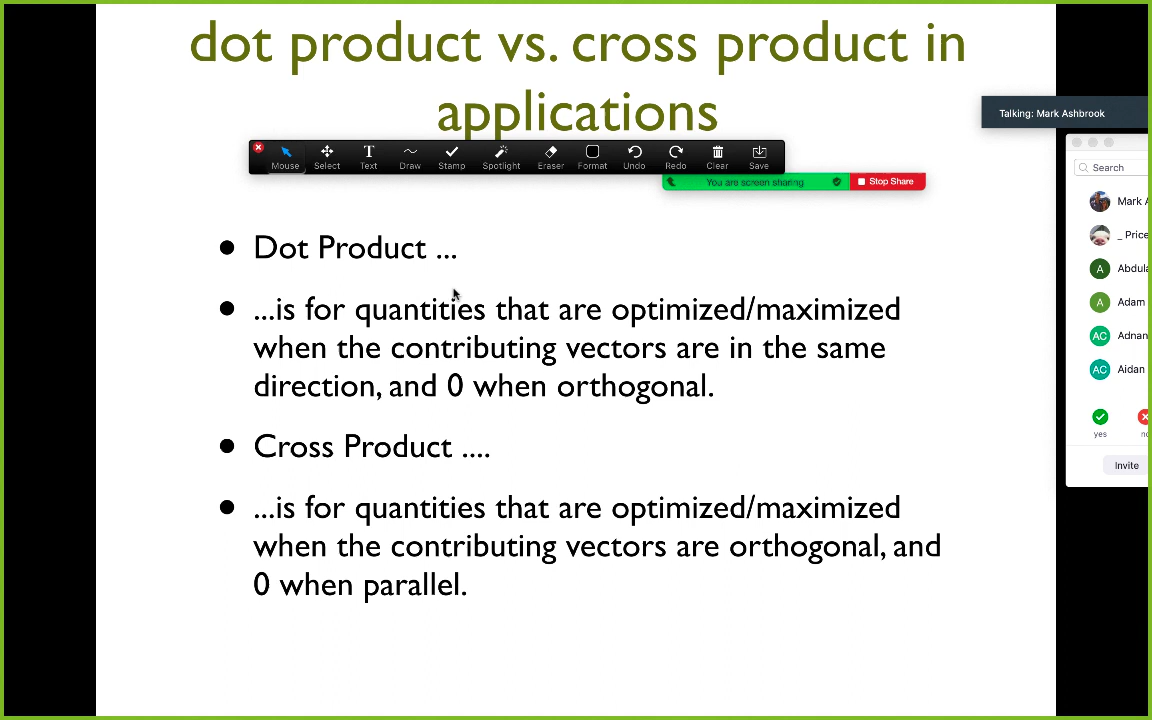 dot product vs. cross product in
applications
Talking: Mark Ashbrook
Mouse Select Text Draw Stamp Spotlight Eraser Format Undo Redo Clear Save
You are screen sharing Stop Share
Search
Mark A
_ Price
Abdula
A
Adam
A
Adnan
AC
Aidan
AC
yes
Invite
• Dot Product ...
• ...is for quantities that are optimized/maximized
when the contributing vectors are in the same
direction, and 0 when orthogonal.
• Cross Product ....
• ...is for quantities that are optimized/maximized
when the contributing vectors are orthogonal, and
0 when parallel.